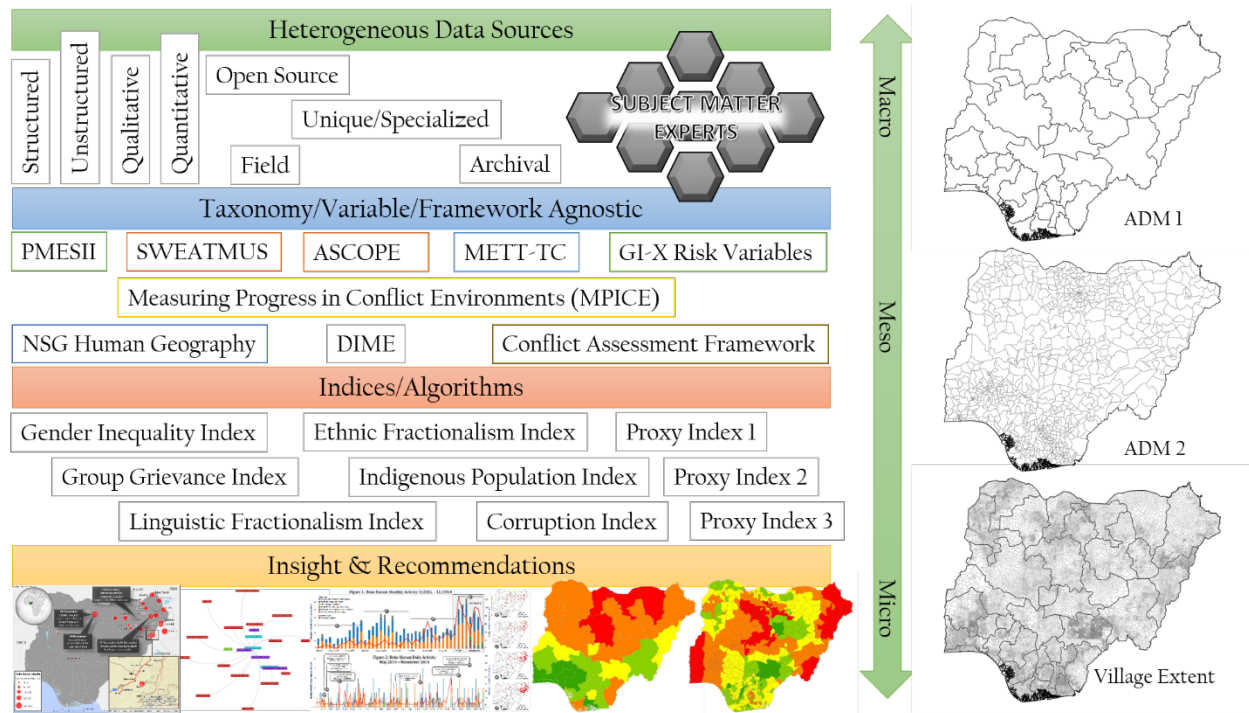 Heterogeneous Data Sources
Structured
Unstructured
Qualitative
Quantitative
Open Source
Unique/Specialized
Field
Archival
SUBJECT MATTER
EXPERTS
Taxonomy/Variable/Framework Agnostic
PMESII
SWEATMUS
ASCOPE
METT-TC
GI-X Risk Variables
Measuring Progress in Conflict Environments (MPICE)
NSG Human Geography
DIME
Conflict Assessment Framework
Indices/Algorithms
Gender Inequality Index
Ethnic Fractionalism Index
Proxy Index 1
Group Grievance Index
Indigenous Population Index
Proxy Index 2
Linguistic Fractionalism Index
Corruption Index
Proxy Index 3
Insight & Recommendations
Macro
Meso
Micro
ADM 1
ADM 2
Village Extent